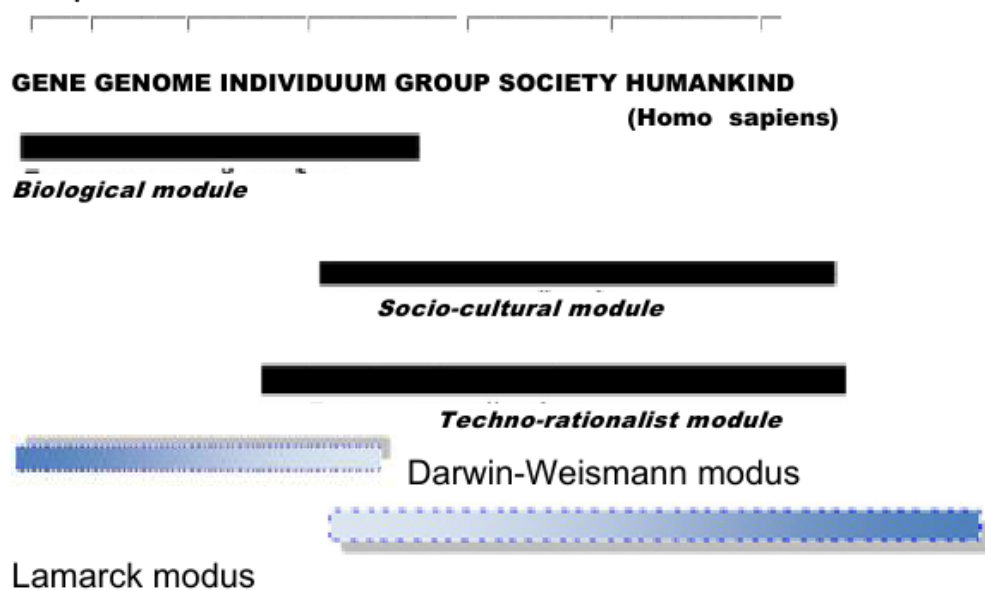 GENE GENOME INDIVIDUUM GROUP SOCIETY HUMANKIND
(Homo sapiens)
Biological module
Socio-cultural module
Techno-rationalist module
Darwin-Weismann modus
Lamarck modus